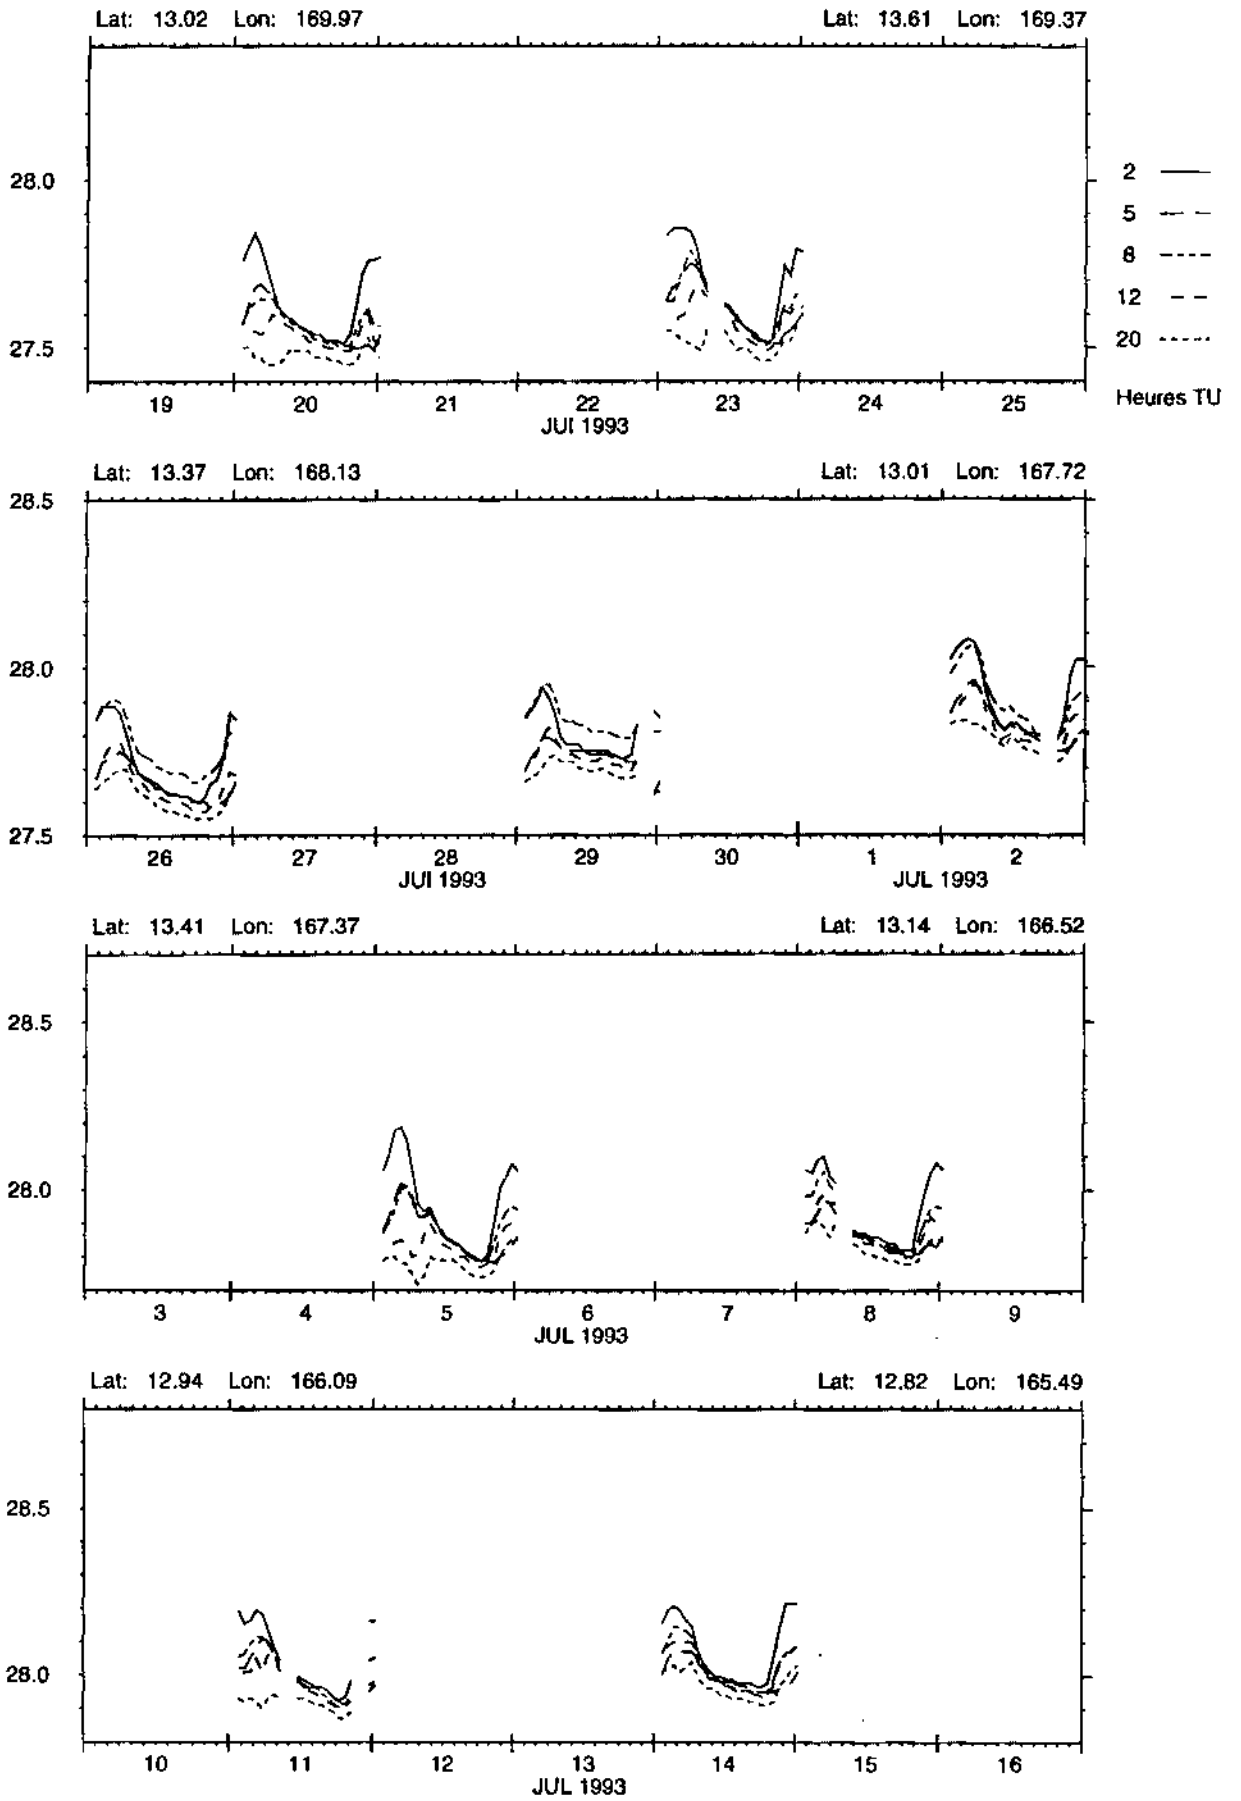 Lat: 13.02 Lon: 169.97 Lat: 13.61 Lon: 169.37
28.0
27.5
2
5
8
12
20
Heures TU
19 20 21 22 23 24 25
JUI 1993
Lat: 13.37 Lon: 168.13 Lat: 13.01 Lon: 167.72
28.5
28.0
27.5
26 27 28 29 30 1 2
JUI 1993 JUL 1993
Lat: 13.41 Lon: 167.37 Lat: 13.14 Lon: 166.52
28.5
28.0
3 4 5 6 7 8 9
JUL 1993
Lat: 12.94 Lon: 166.09 Lat: 12.82 Lon: 165.49
28.5
28.0
10 11 12 13 14 15 16
JUL 1993